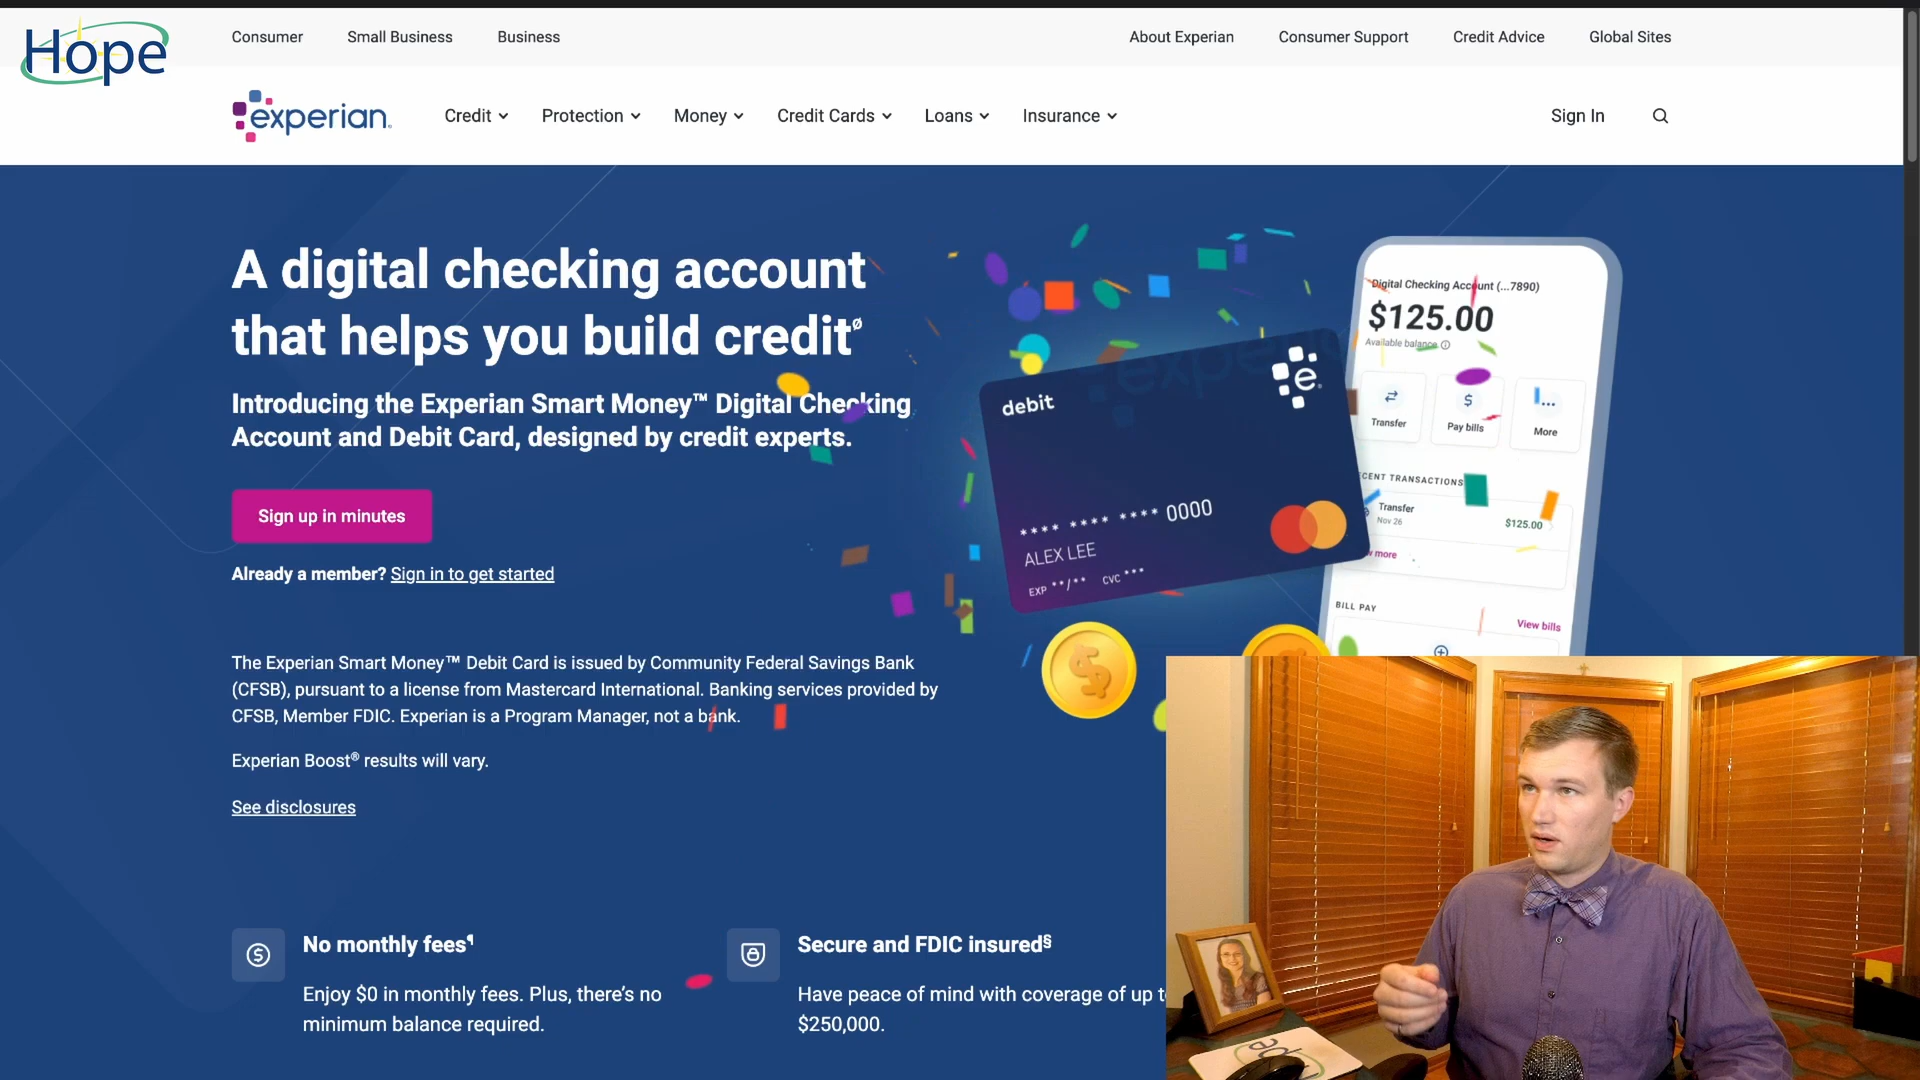 Hope
Consumer
Small Business
Business
About Experian
Consumer Support
Credit Advice
Global Sites
experian
Credit
Protection
Money
Credit Cards
Loans
Insurance
Sign In
A digital checking account
that helps you build creditø
Introducing the Experian Smart Money™ Digital Checking
Account and Debit Card, designed by credit experts.
Sign up in minutes
Already a member? Sign in to get started
The Experian Smart Money™ Debit Card is issued by Community Federal Savings Bank
(CFSB), pursuant to a license from Mastercard International. Banking services provided by
CFSB, Member FDIC. Experian is a Program Manager, not a bank.
Experian Boost® results will vary.
See disclosures
debit
e
**** **** **** 0000
ALEX LEE
EXP **/** CVC ***
Digital Checking Account (...7890)
$125.00
Available balance
Transfer
Pay bills
More
CENT TRANSACTIONS
Transfer
Nov 26
$125.00
more
BILL PAY
View bills
No monthly fees¶
Enjoy $0 in monthly fees. Plus, there's no
minimum balance required.
Secure and FDIC insured§
Have peace of mind with coverage of up t
$250,000.